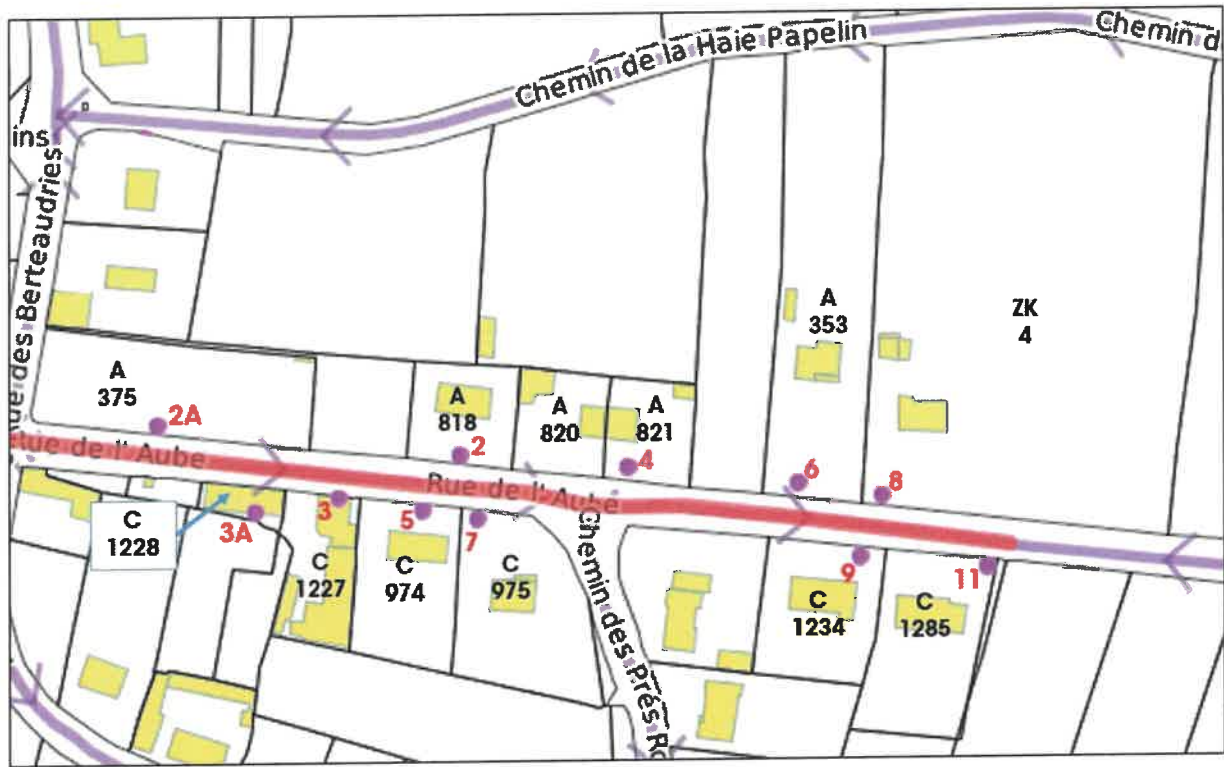 Chemin de la Haie Papelin
Chemin d
ins
Rue des Berteaudries
A
353
ZK
4
A
375
2A
A
818
2
A
820
A
821
4
6
8
Rue de l'Aube
Rue de l'Aube
C
1228
3A
3
5
7
9
11
C
1227
C
974
C
975
Chemin des Prés Ro
C
1234
C
1285